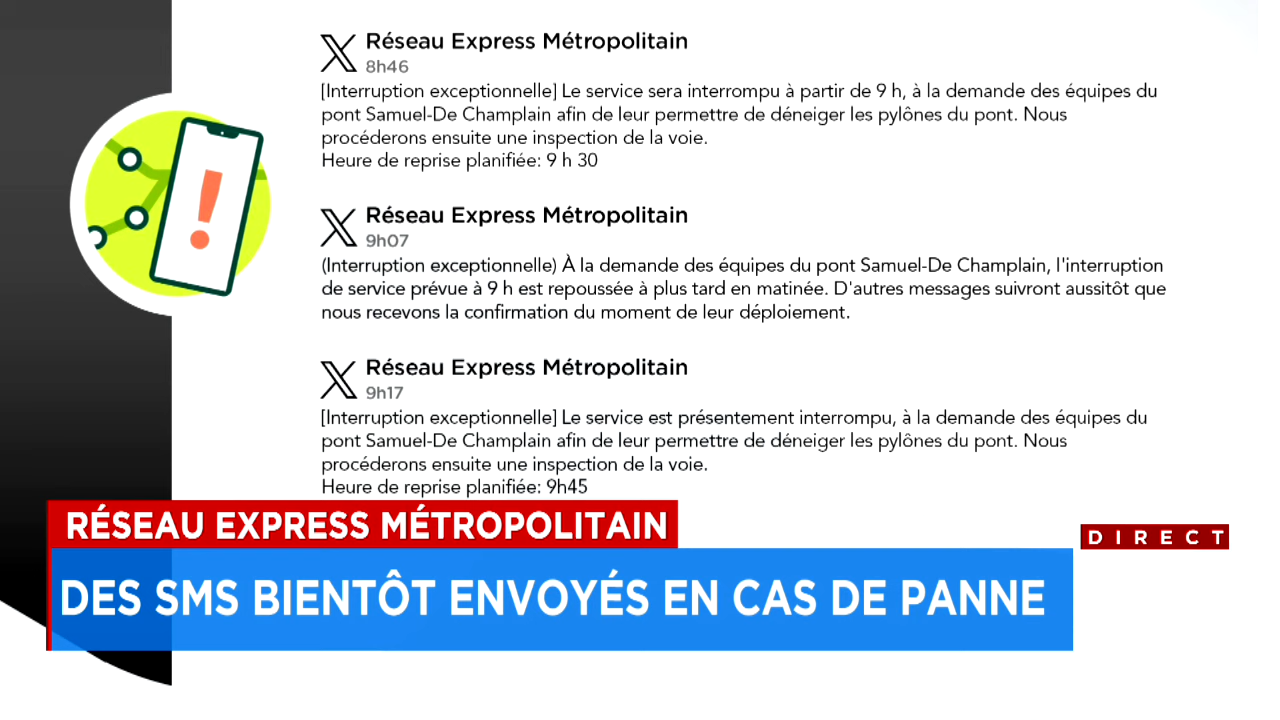 Réseau Express Métropolitain
8h46
[Interruption exceptionnelle] Le service sera interrompu à partir de 9 h, à la demande des équipes du
pont Samuel-De Champlain afin de leur permettre de déneiger les pylônes du pont. Nous
procéderons ensuite une inspection de la voie.
Heure de reprise planifiée: 9 h 30
Réseau Express Métropolitain
9h07
(Interruption exceptionnelle) À la demande des équipes du pont Samuel-De Champlain, l'interruption
de service prévue à 9 h est repoussée à plus tard en matinée. D'autres messages suivront aussitôt que
nous recevons la confirmation du moment de leur déploiement.
Réseau Express Métropolitain
9h17
[Interruption exceptionnelle] Le service est présentement interrompu, à la demande des équipes du
pont Samuel-De Champlain afin de leur permettre de déneiger les pylônes du pont. Nous
procéderons ensuite une inspection de la voie.
Heure de reprise planifiée: 9h45
RÉSEAU EXPRESS MÉTROPOLITAIN
DIRECT
DES SMS BIENTÔT ENVOYÉS EN CAS DE PANNE